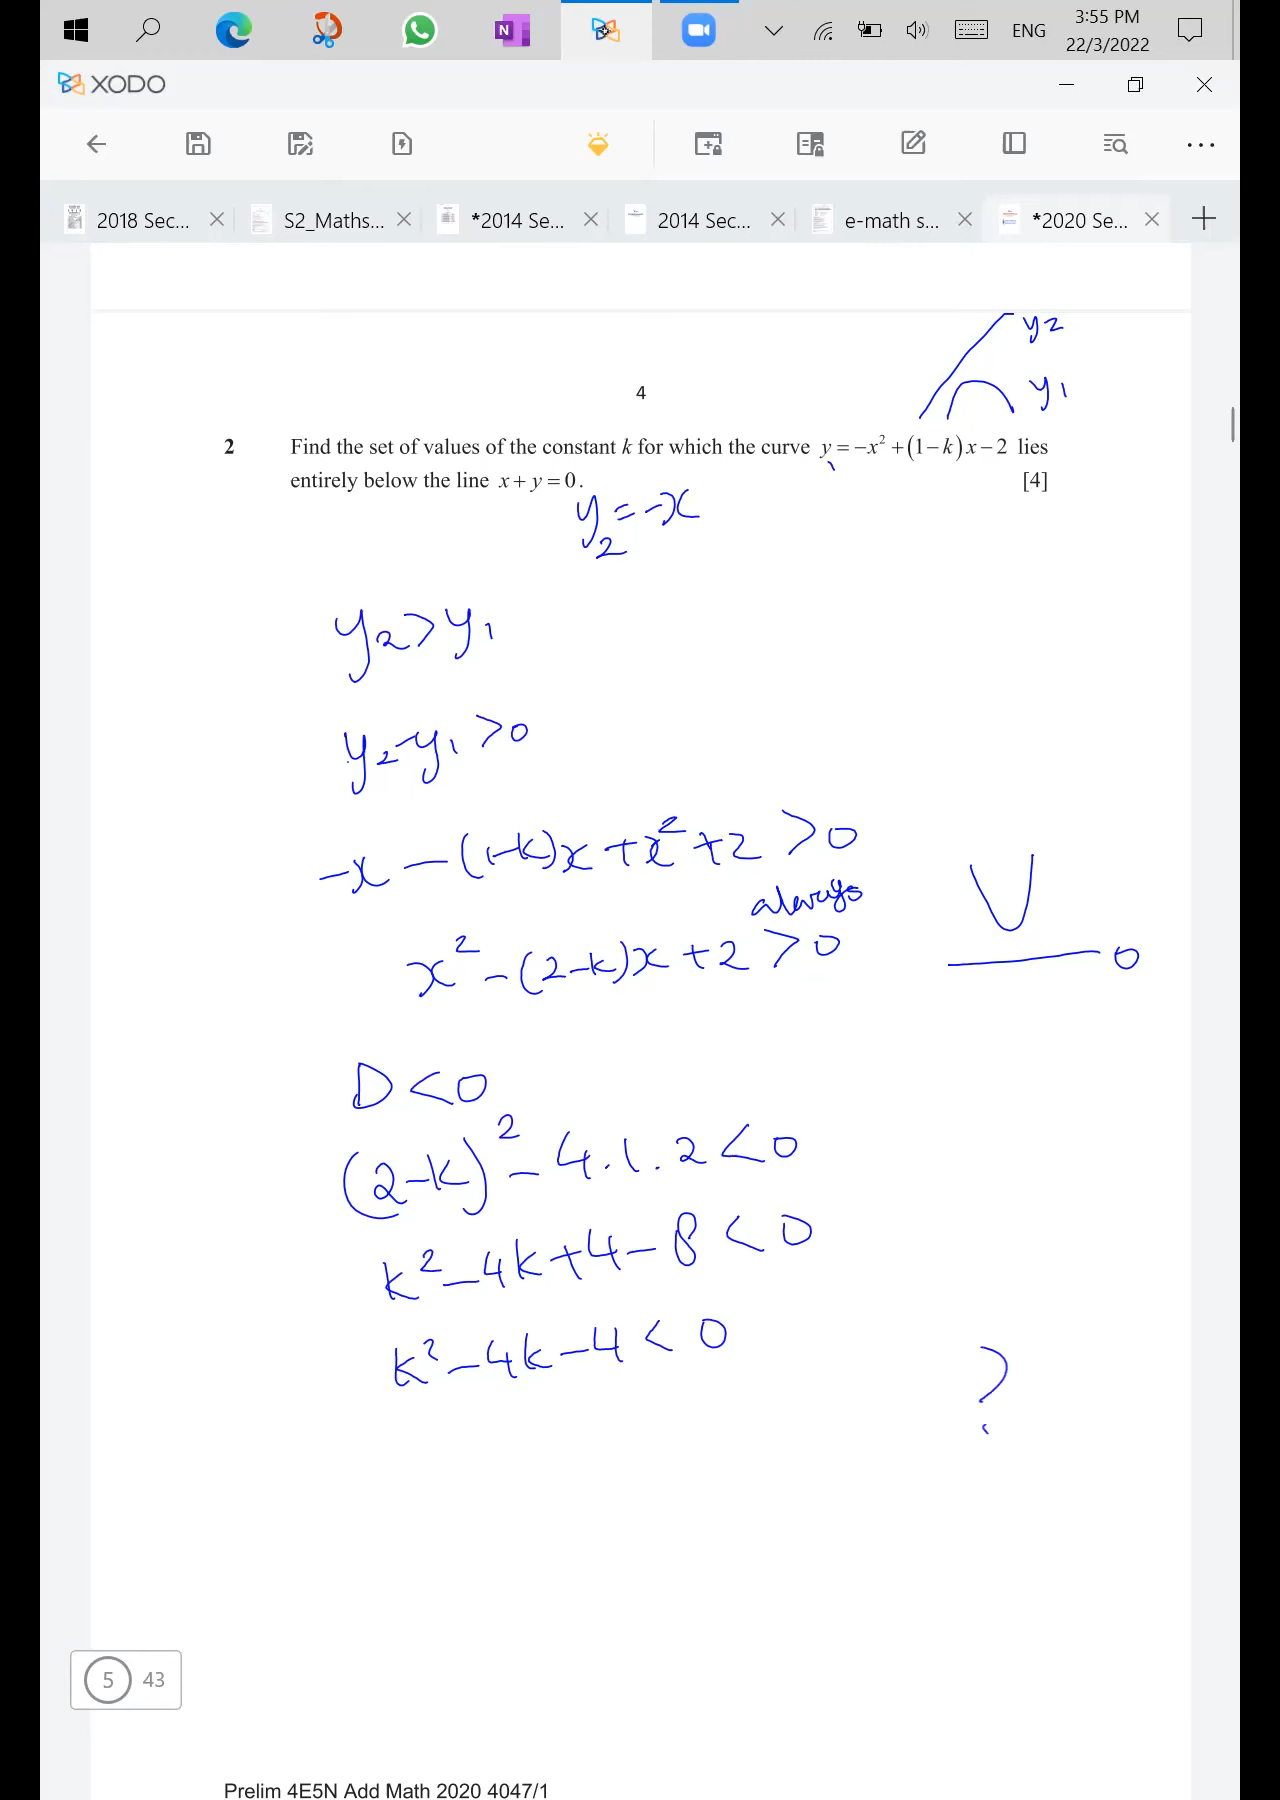 3:55 PM
ENG
22/3/2022
XODO
2018 Sec...
S2_Maths...
*2014 Se...
2014 Sec...
e-math s...
*2020 Se...
y2
y1
4
2 Find the set of values of the constant k for which the curve y = −x² + (1 − k)x − 2 lies
entirely below the line x + y = 0. [4]
y₂ = −x
y₂ > y₁
y₂ − y₁ > 0
−x − (1−k)x + x² + 2 > 0
always
x² − (2−k)x + 2 > 0
0
D < 0
(2−k)² − 4.1.2 < 0
k² − 4k + 4 − 8 < 0
k² − 4k − 4 < 0
?
5 43
Prelim 4E5N Add Math 2020 4047/1